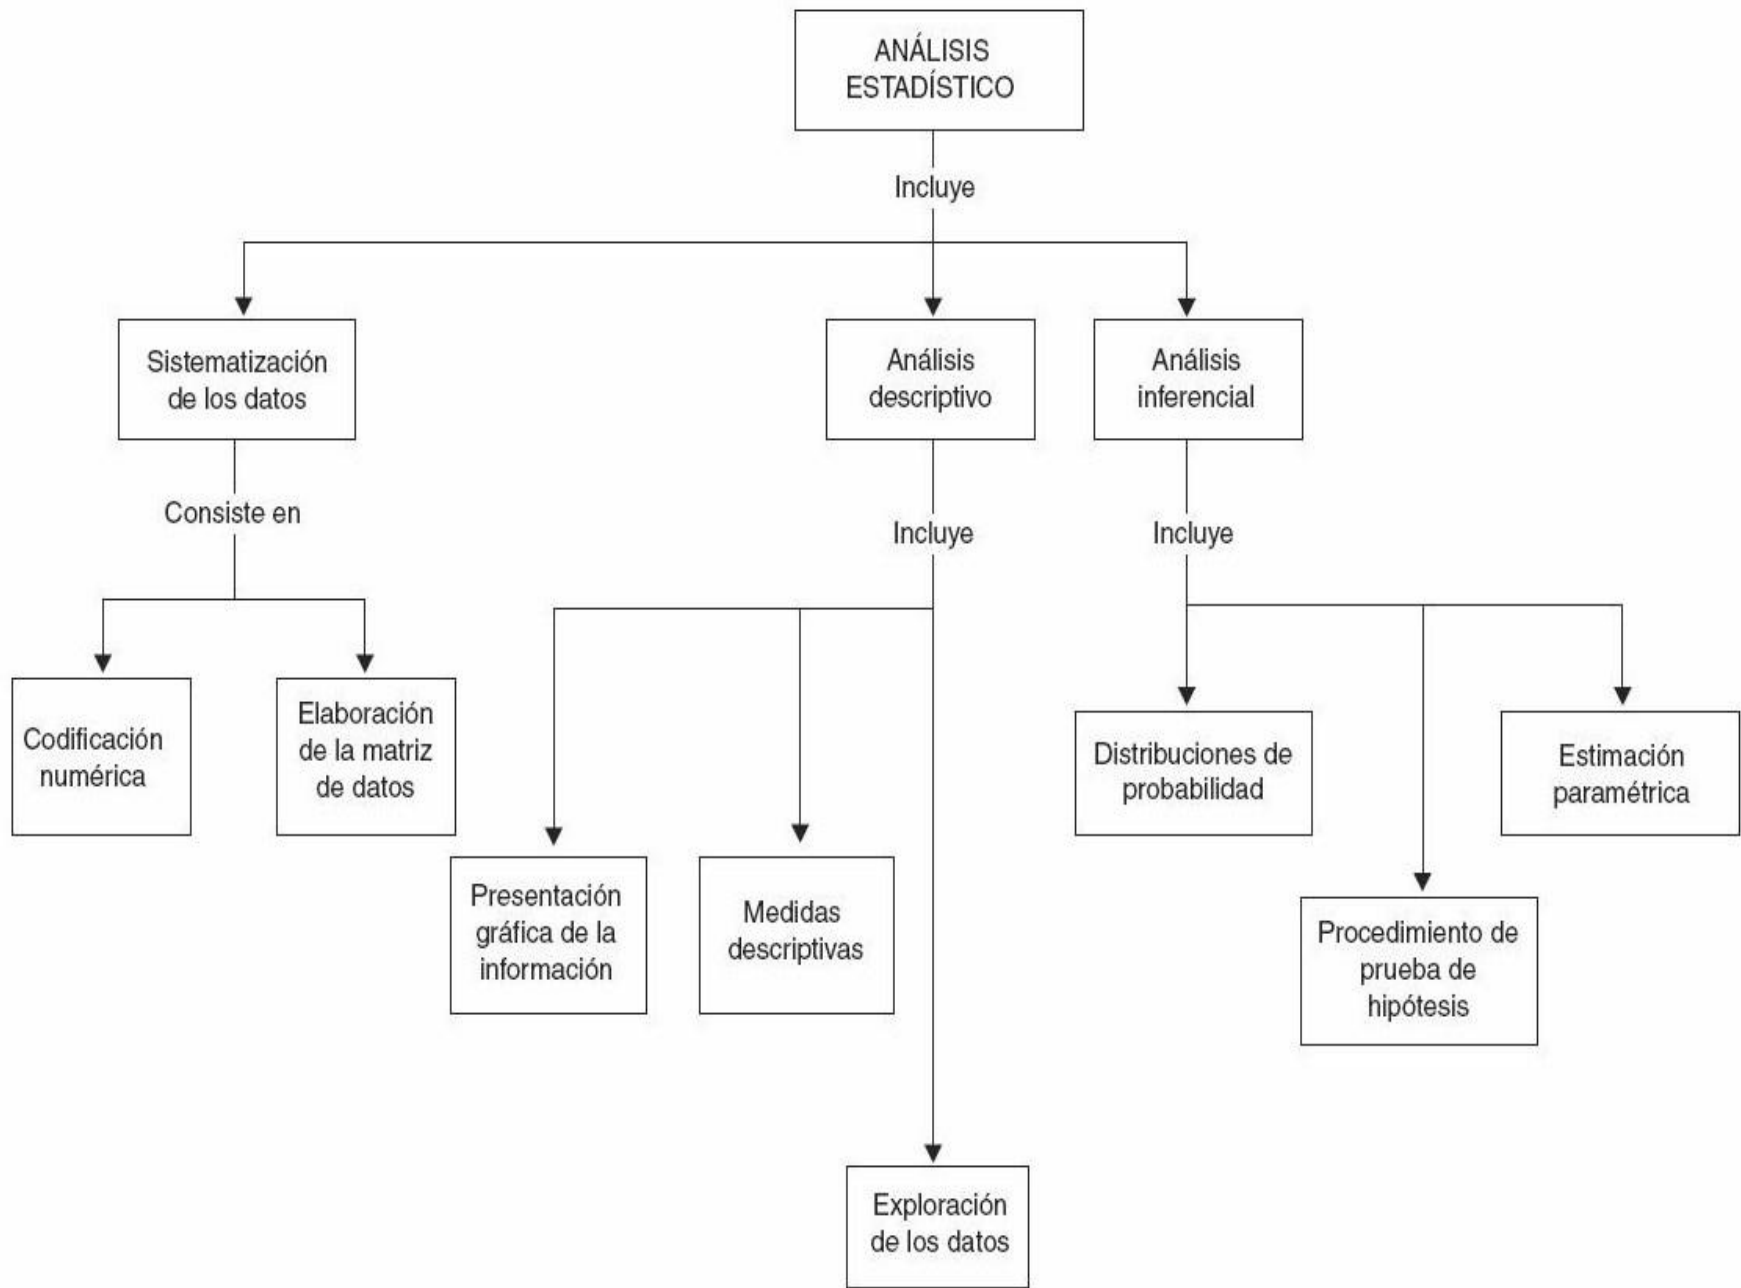 ANÁLISIS
ESTADÍSTICO
Incluye
Sistematización
de los datos
Análisis
descriptivo
Análisis
inferencial
Consiste en
Incluye
Incluye
Codificación
numérica
Elaboración
de la matriz
de datos
Distribuciones de
probabilidad
Estimación
paramétrica
Presentación
gráfica de la
información
Medidas
descriptivas
Procedimiento de
prueba de
hipótesis
Exploración
de los datos